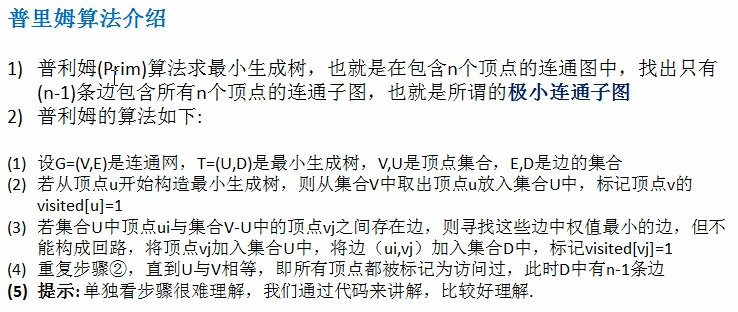 普里姆算法介绍
1) 普利姆(Prim)算法求最小生成树，也就是在包含n个顶点的连通图中，找出只有
(n-1)条边包含所有n个顶点的连通子图，也就是所谓的极小连通子图
2) 普利姆的算法如下:
(1) 设G=(V,E)是连通网，T=(U,D)是最小生成树，V,U是顶点集合，E,D是边的集合
(2) 若从顶点u开始构造最小生成树，则从集合V中取出顶点u放入集合U中，标记顶点v的
visited[u]=1
(3) 若集合U中顶点ui与集合V-U中的顶点vj之间存在边，则寻找这些边中权值最小的边，但不
能构成回路，将顶点vj加入集合U中，将边（ui,vj）加入集合D中，标记visited[vj]=1
(4) 重复步骤②，直到U与V相等，即所有顶点都被标记为访问过，此时D中有n-1条边
(5) 提示: 单独看步骤很难理解，我们通过代码来讲解，比较好理解.